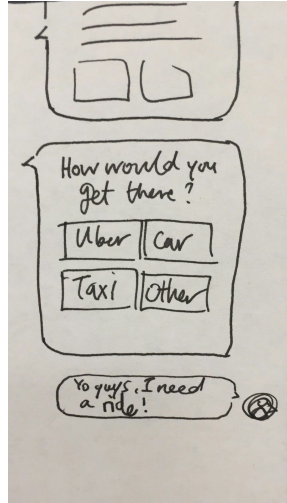 How would you
get there?
Uber Car
Taxi Other
Yo guys, I need
a ride!